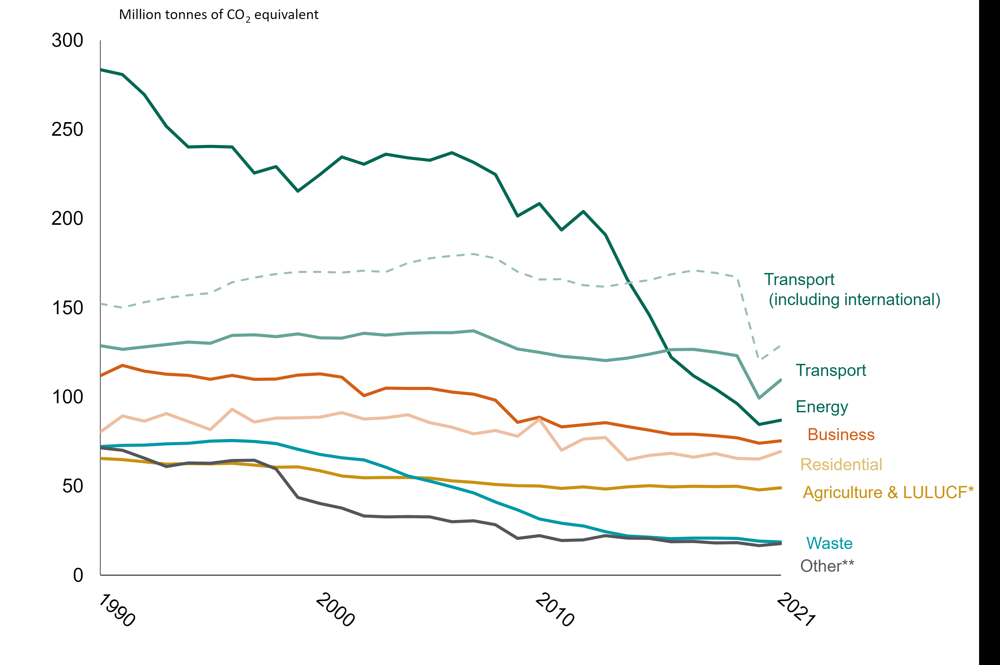 Million tonnes of CO₂ equivalent
300
250
200
150
100
50
0
Transport
(including international)
Transport
Energy
Business
Residential
Agriculture & LULUCF*
Waste
Other**
1990
2000
2010
2021